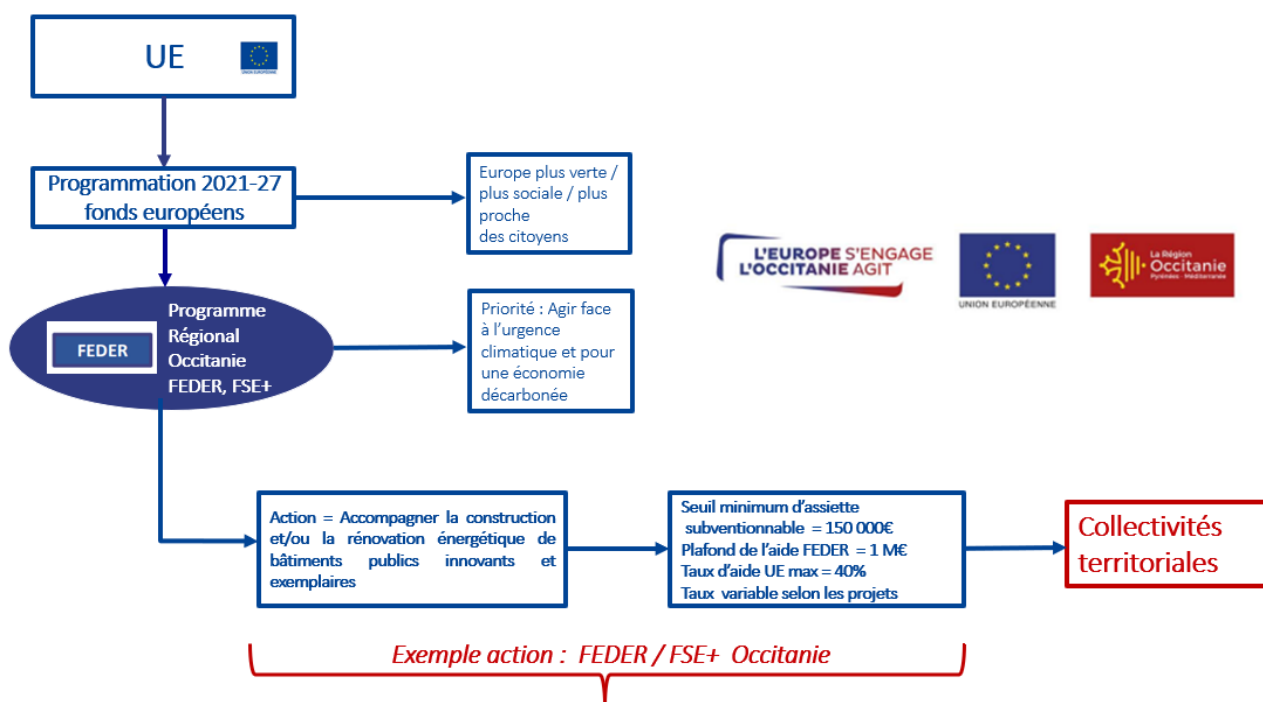 UE
UNION EUROPÉENNE
Programmation 2021-27
fonds européens
Europe plus verte /
plus sociale / plus
proche
des citoyens
L'EUROPE S'ENGAGE
L'OCCITANIE AGIT
UNION EUROPÉENNE
La Région
Occitanie
Pyrénées - Méditerranée
FEDER
Programme
Régional
Occitanie
FEDER, FSE+
Priorité : Agir face
à l'urgence
climatique et pour
une économie
décarbonée
Action = Accompagner la construction
et/ou la rénovation énergétique de
bâtiments publics innovants et
exemplaires
Seuil minimum d'assiette
subventionnable = 150 000€
Plafond de l'aide FEDER = 1 M€
Taux d'aide UE max = 40%
Taux variable selon les projets
Collectivités
territoriales
Exemple action : FEDER / FSE+ Occitanie